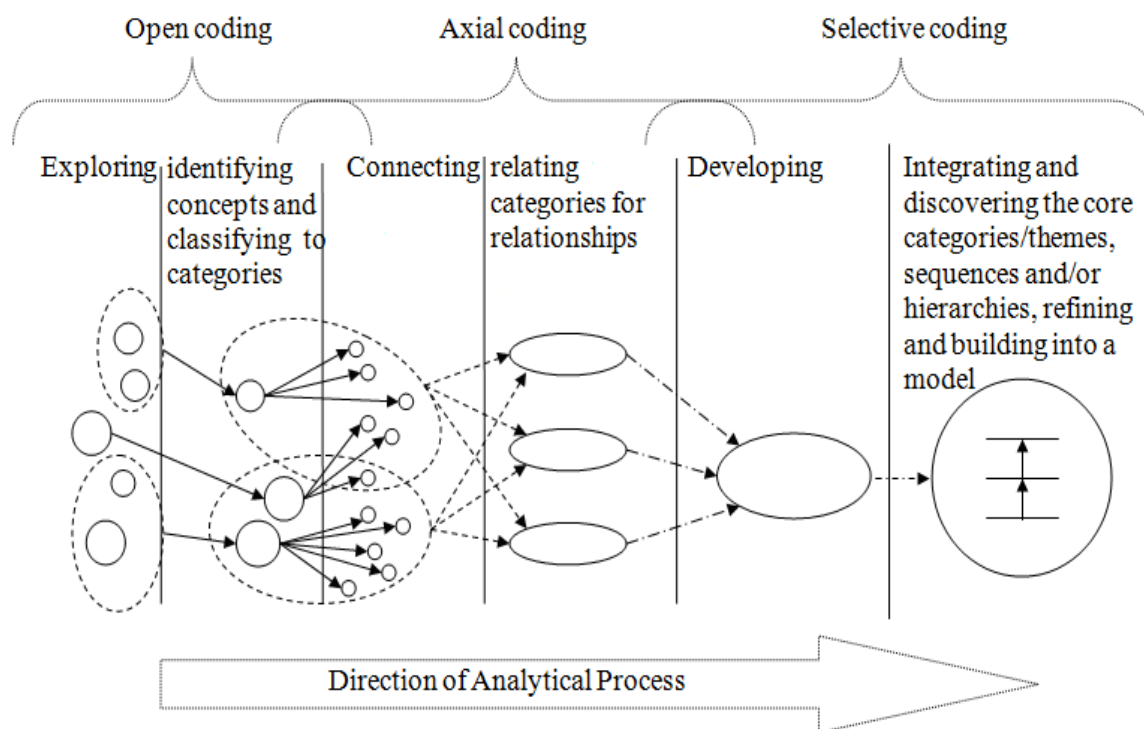 Open coding
Axial coding
Selective coding
Exploring
identifying
concepts and
classifying to
categories
Connecting
relating
categories for
relationships
Developing
Integrating and
discovering the core
categories/themes,
sequences and/or
hierarchies, refining
and building into a
model
Direction of Analytical Process